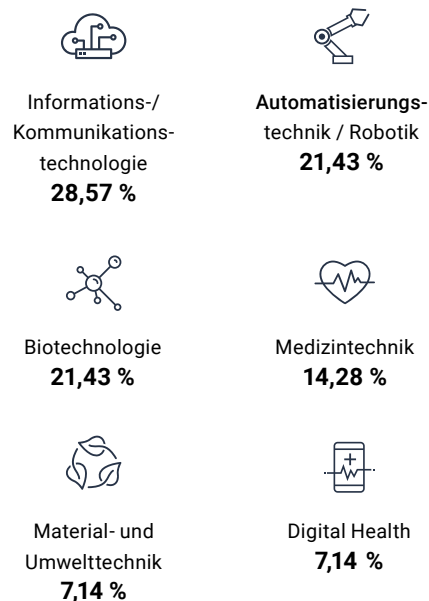 Informations-/
Kommunikations-
technologie
28,57 %
Automatisierungs-
technik / Robotik
21,43 %
Biotechnologie
21,43 %
Medizintechnik
14,28 %
Material- und
Umwelttechnik
7,14 %
Digital Health
7,14 %